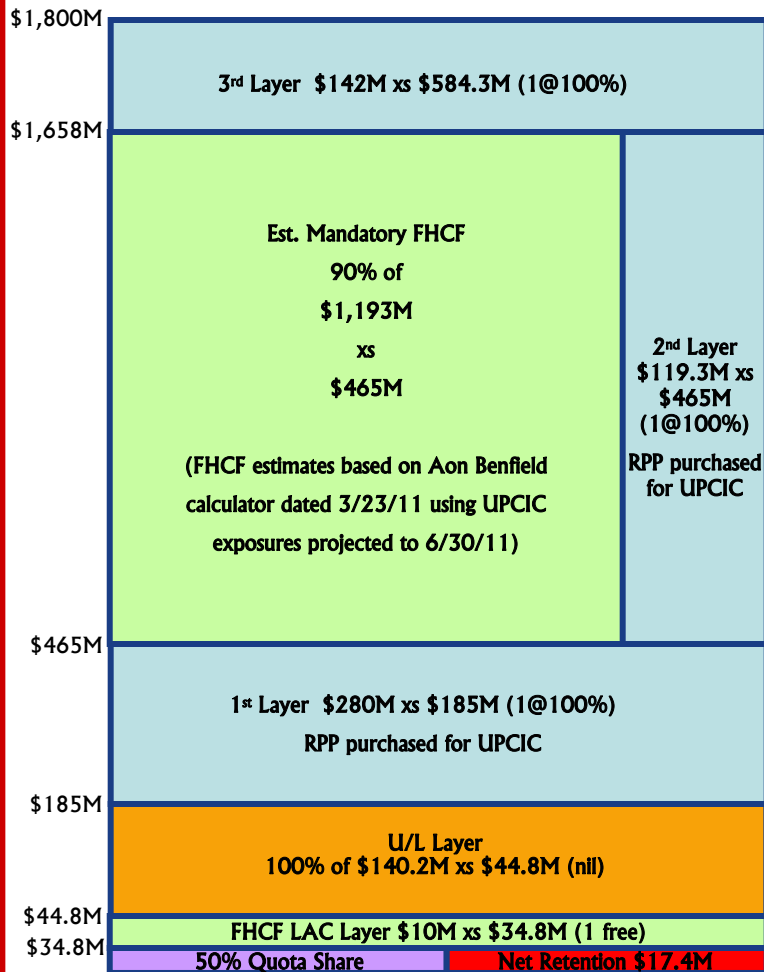 $1,800M
3rd Layer $142M xs $584.3M (1@100%)
$1,658M
Est. Mandatory FHCF
90% of
$1,193M
xs
$465M
(FHCF estimates based on Aon Benfield
calculator dated 3/23/11 using UPCIC
exposures projected to 6/30/11)
2nd Layer
$119.3M xs
$465M
(1@100%)
RPP purchased
for UPCIC
$465M
1st Layer $280M xs $185M (1@100%)
RPP purchased for UPCIC
$185M
U/L Layer
100% of $140.2M xs $44.8M (nil)
$44.8M
FHCF LAC Layer $10M xs $34.8M (1 free)
$34.8M
50% Quota Share
Net Retention $17.4M